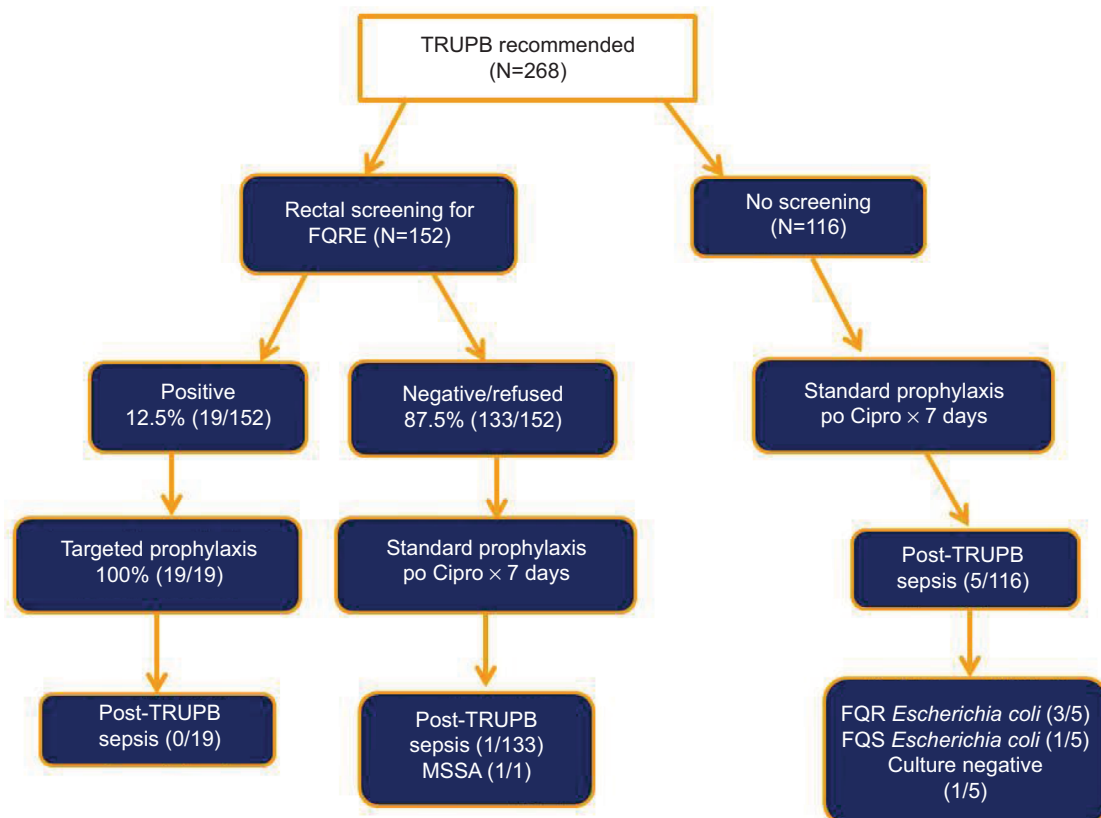 TRUPB recommended
(N=268)
Rectal screening for
FQRE (N=152)
No screening
(N=116)
Positive
12.5% (19/152)
Negative/refused
87.5% (133/152)
Standard prophylaxis
po Cipro × 7 days
Targeted prophylaxis
100% (19/19)
Standard prophylaxis
po Cipro × 7 days
Post-TRUPB
sepsis (5/116)
Post-TRUPB
sepsis (0/19)
Post-TRUPB
sepsis (1/133)
MSSA (1/1)
FQR Escherichia coli (3/5)
FQS Escherichia coli (1/5)
Culture negative
(1/5)